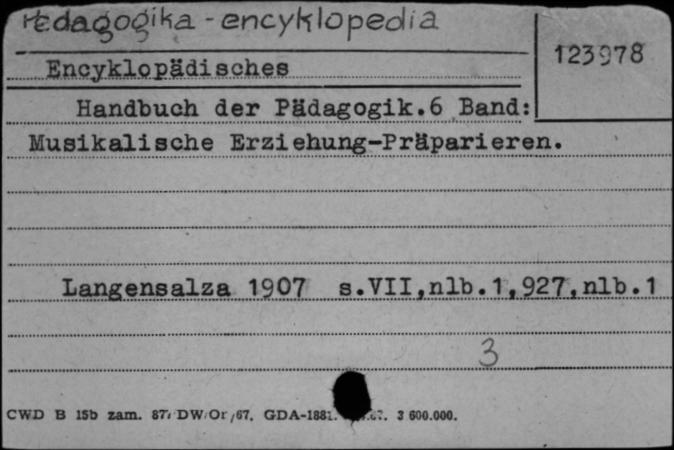 Pedagogika - encyklopedia
123978
Encyklopädisches
Handbuch der Pädagogik.6 Band:
Musikalische Erziehung-Präparieren.
Langensalza 1907 s.VII,nlb.1,927,nlb.1
3
CWD B 15b zam. 87/DW/Or/67. GDA-1881. 3 600.000.